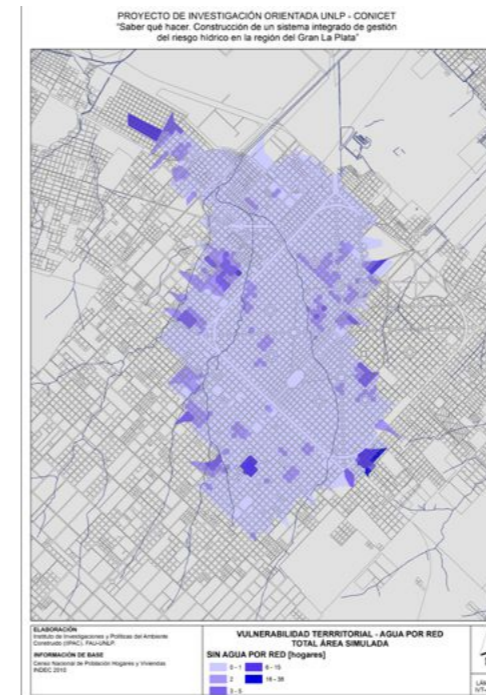 PROYECTO DE INVESTIGACIÓN ORIENTADA UNLP - CONICET
"Saber qué hacer. Construcción de un sistema integrado de gestión
del riesgo hídrico en la región del Gran La Plata"
ELABORACIÓN
Instituto de Investigaciones y Políticas del Ambiente
Construido (IIPAC). FAU-UNLP.
INFORMACIÓN DE BASE
Censo Nacional de Población Hogares y Viviendas
INDEC 2010
VULNERABILIDAD TERRRITORIAL - AGUA POR RED
TOTAL ÁREA SIMULADA
SIN AGUA POR RED [hogares]
0 - 1
2
3 - 5
6 - 15
16 - 38